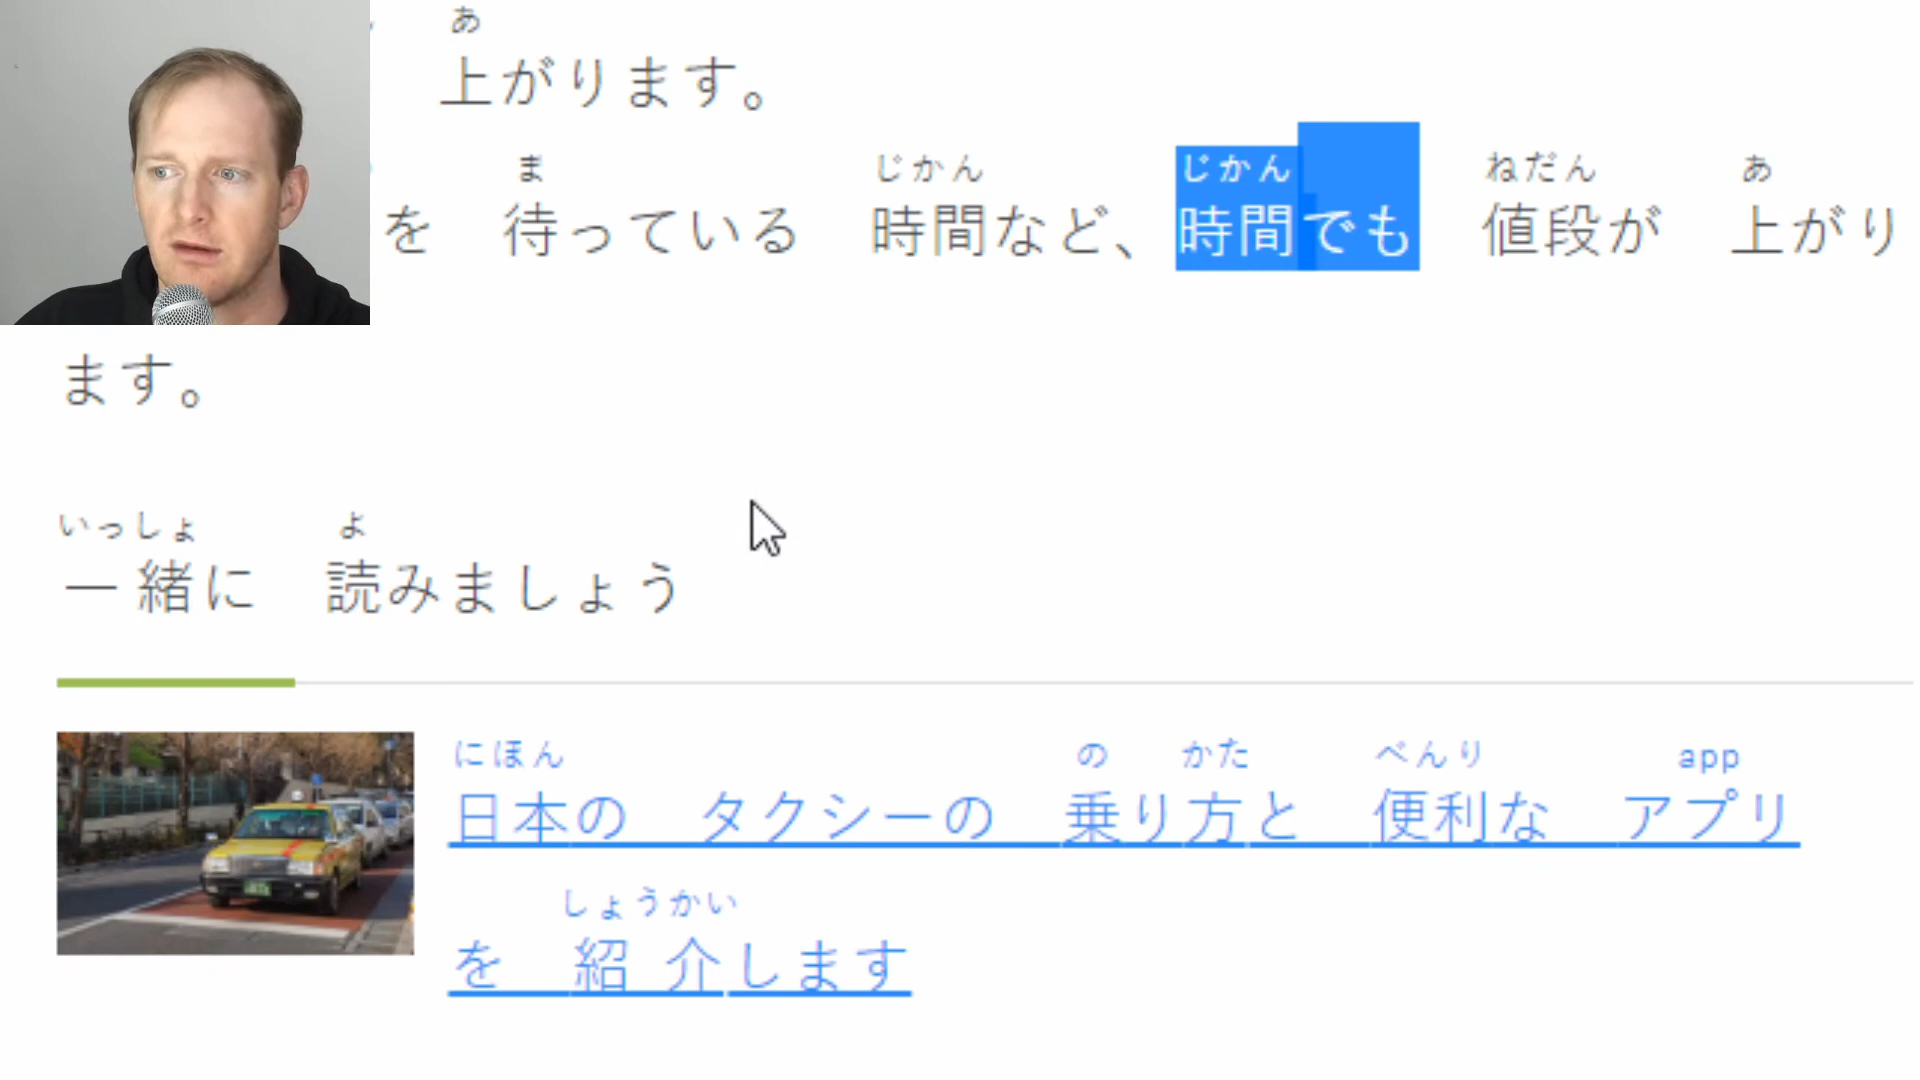 あ
上がります。
ま じかん じかん ねだん あ
を 待っている 時間など、時間でも 値段が 上がり
ます。
いっしょ よ
一緒に 読みましょう
にほん の かた べんり app
日本の タクシーの 乗り方と 便利な アプリ
しょうかい
を 紹介します